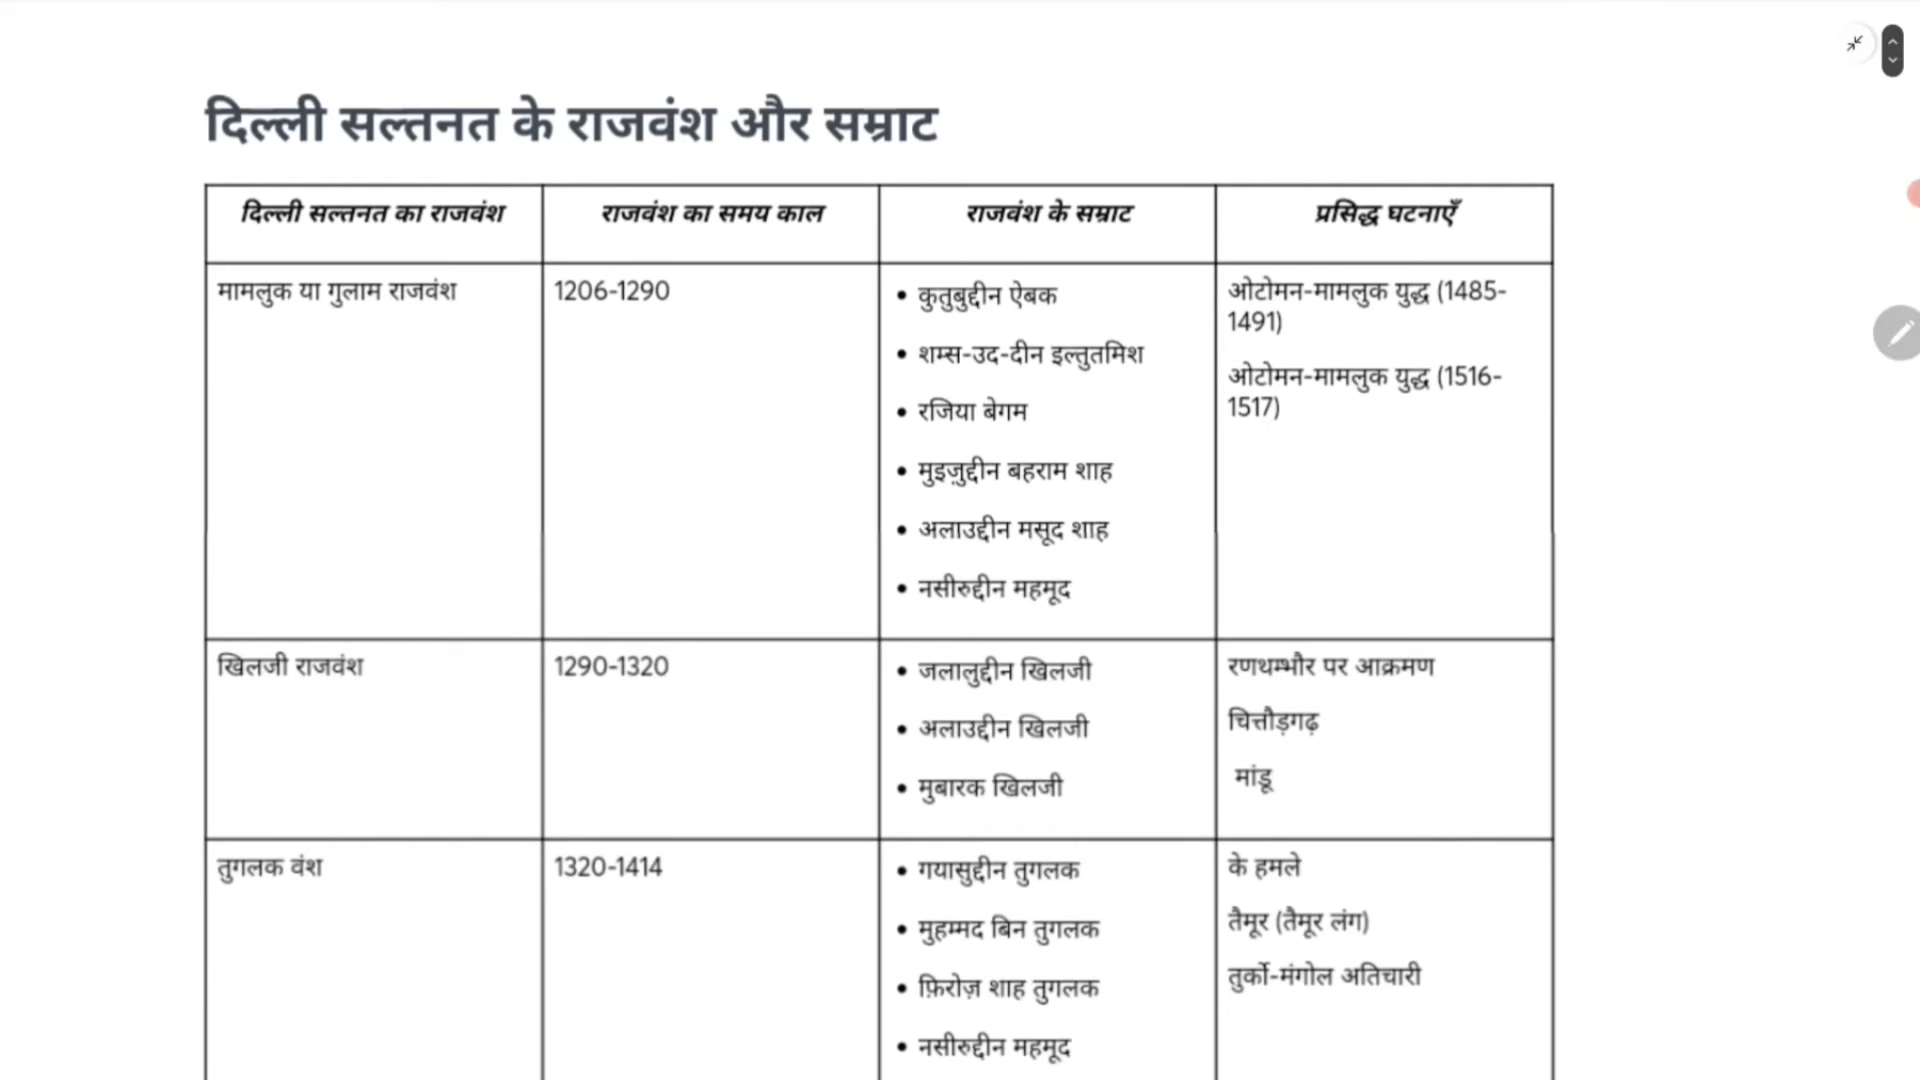 दिल्ली सल्तनत के राजवंश और सम्राट
दिल्ली सल्तनत का राजवंश
राजवंश का समय काल
राजवंश के सम्राट
प्रसिद्ध घटनाएँ
मामलुक या गुलाम राजवंश
1206-1290
• कुतुबुद्दीन ऐबक
• शम्स-उद-दीन इल्तुतमिश
• रजिया बेगम
• मुइज़ुद्दीन बहराम शाह
• अलाउद्दीन मसूद शाह
• नसीरुद्दीन महमूद
ओटोमन-मामलुक युद्ध (1485-
1491)
ओटोमन-मामलुक युद्ध (1516-
1517)
खिलजी राजवंश
1290-1320
• जलालुद्दीन खिलजी
• अलाउद्दीन खिलजी
• मुबारक खिलजी
रणथम्भौर पर आक्रमण
चित्तौड़गढ़
मांडू
तुगलक वंश
1320-1414
• गयासुद्दीन तुगलक
• मुहम्मद बिन तुगलक
• फ़िरोज़ शाह तुगलक
• नसीरुद्दीन महमूद
के हमले
तैमूर (तैमूर लंग)
तुर्को-मंगोल अतिचारी